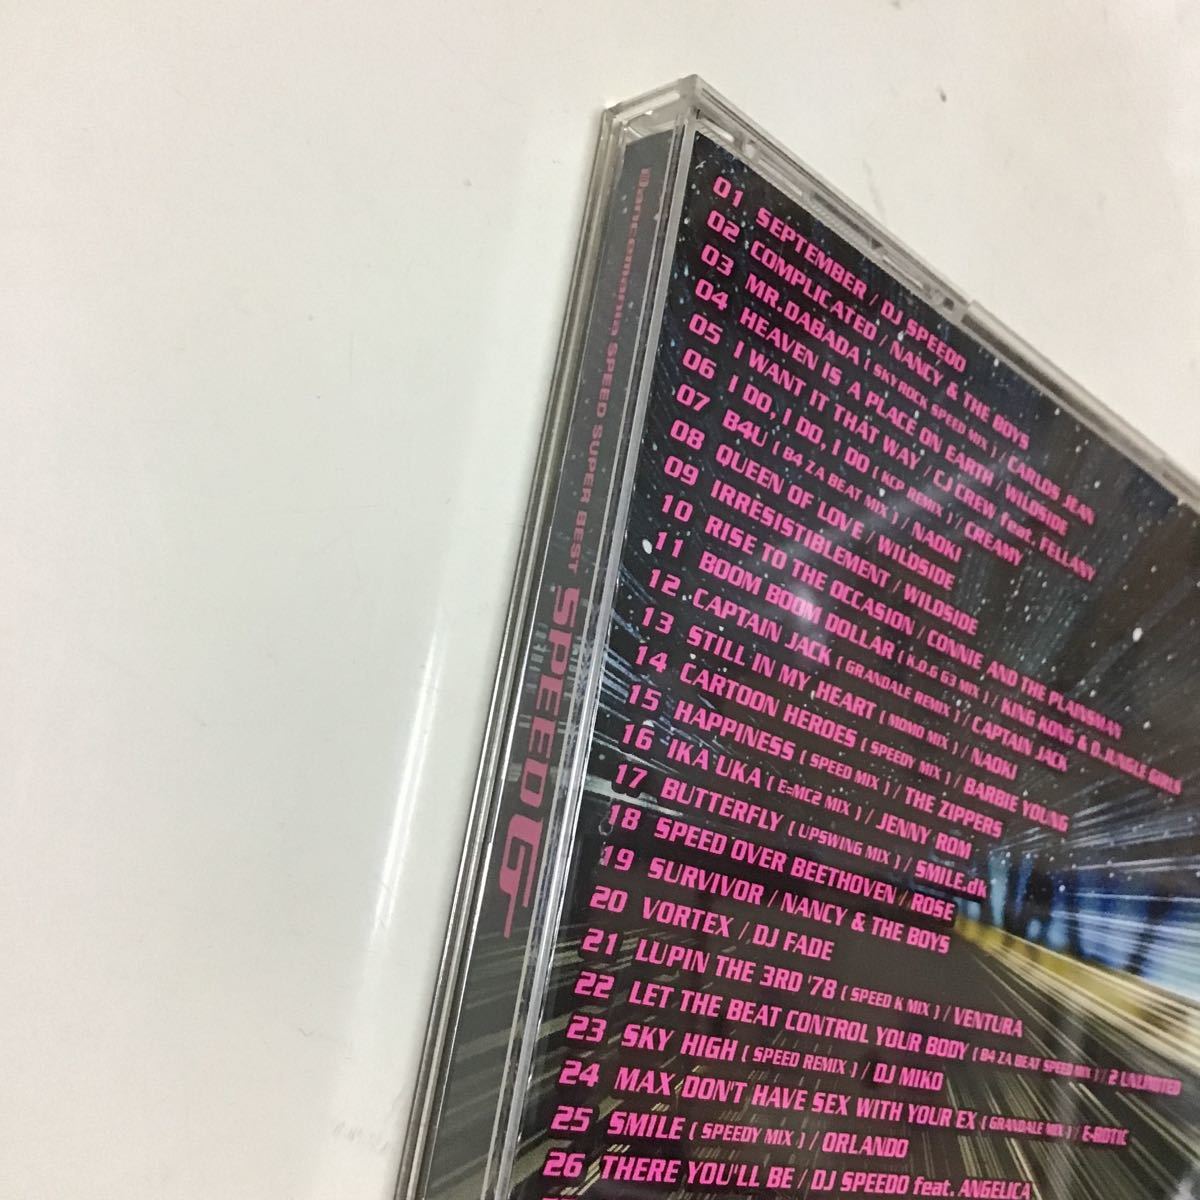 Dancemania SPEED SUPER BEST SPEED G
01 SEPTEMBER / DJ SPEEDO
02 COMPLICATED / NANCY & THE BOYS
03 MR.DABADA ( SKYROCK SPEED MIX ) / CARLOS JEAN
04 HEAVEN IS A PLACE ON EARTH / WILDSIDE
05 I WANT IT THAT WAY / CJ CREW feat. FELLANY
06 I DO, I DO, I DO ( KCP REMIX ) / CREAMY
07 B4U ( B4 ZA BEAT MIX ) / NAOKI
08 QUEEN OF LOVE / WILDSIDE
09 IRRESISTIBLEMENT / WILDSIDE
10 RISE TO THE OCCASION / CONNIE AND THE PLAINSMAN
11 BOOM BOOM DOLLAR ( K.O.G G3 MIX ) / KING KONG & D.JUNGLE GIRLS
12 CAPTAIN JACK ( GRANDALE REMIX ) / CAPTAIN JACK
13 STILL IN MY HEART ( MOMO MIX ) / NAOKI
14 CARTOON HEROES ( SPEEDY MIX ) / BARBIE YOUNG
15 HAPPINESS ( SPEED MIX ) / THE ZIPPERS
16 IKA UKA ( E=MC2 MIX ) / JENNY ROM
17 BUTTERFLY ( UPSWING MIX ) / SMILE.dk
18 SPEED OVER BEETHOVEN / ROSE
19 SURVIVOR / NANCY & THE BOYS
20 VORTEX / DJ FADE
21 LUPIN THE 3RD '78 ( SPEED K MIX ) / VENTURA
22 LET THE BEAT CONTROL YOUR BODY ( B4 ZA BEAT SPEED MIX ) / 2 UNLIMITED
23 SKY HIGH ( SPEED REMIX ) / DJ MIKO
24 MAX DON'T HAVE SEX WITH YOUR EX ( GRANDALE MIX ) / E-ROTIC
25 SMILE ( SPEEDY MIX ) / ORLANDO
26 THERE YOU'LL BE / DJ SPEEDO feat. ANGELICA